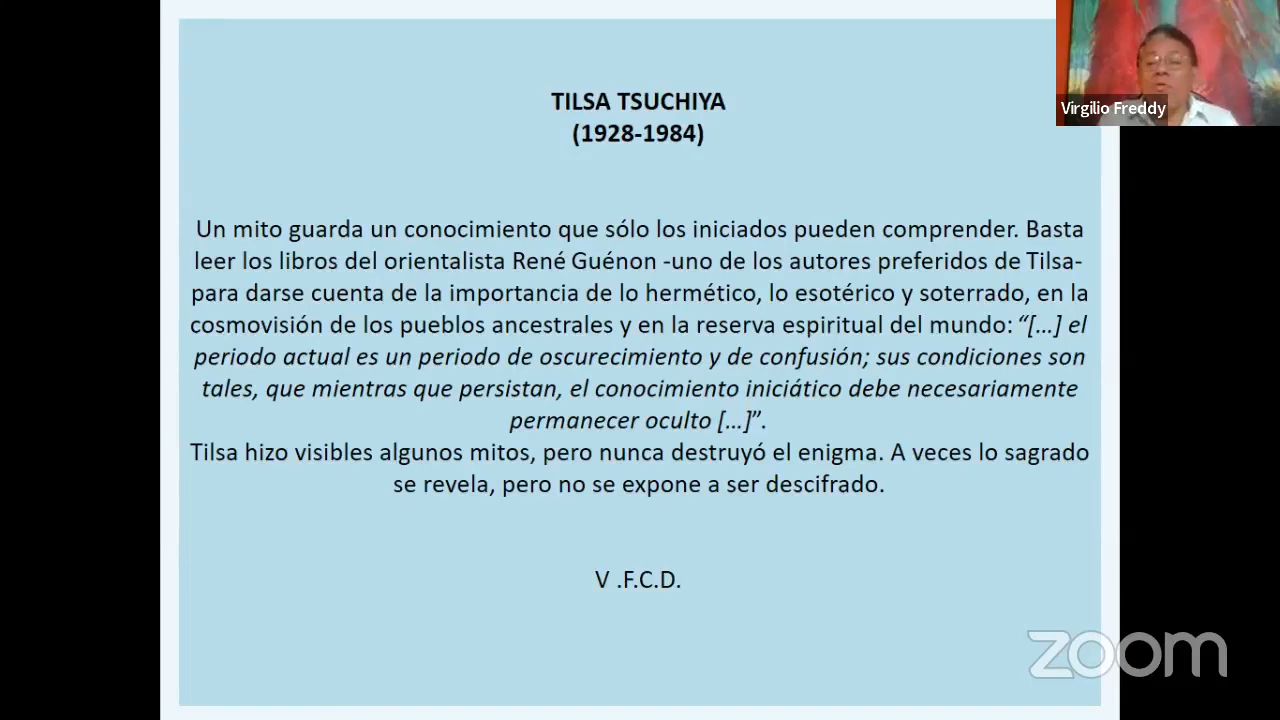 TILSA TSUCHIYA
(1928-1984)
Un mito guarda un conocimiento que sólo los iniciados pueden comprender. Basta
leer los libros del orientalista René Guénon -uno de los autores preferidos de Tilsa-
para darse cuenta de la importancia de lo hermético, lo esotérico y soterrado, en la
cosmovisión de los pueblos ancestrales y en la reserva espiritual del mundo: “[…] el
periodo actual es un periodo de oscurecimiento y de confusión; sus condiciones son
tales, que mientras que persistan, el conocimiento iniciático debe necesariamente
permanecer oculto […]”.
Tilsa hizo visibles algunos mitos, pero nunca destruyó el enigma. A veces lo sagrado
se revela, pero no se expone a ser descifrado.
V .F.C.D.
Virgilio Freddy
zoom